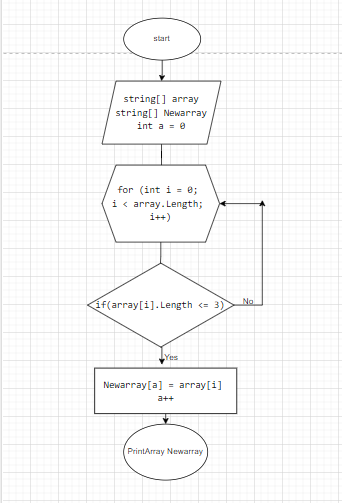 start
string[] array
string[] Newarray
int a = 0
for (int i = 0;
i < array.Length;
i++)
if(array[i].Length <= 3)
No
Yes
Newarray[a] = array[i]
a++
PrintArray Newarray